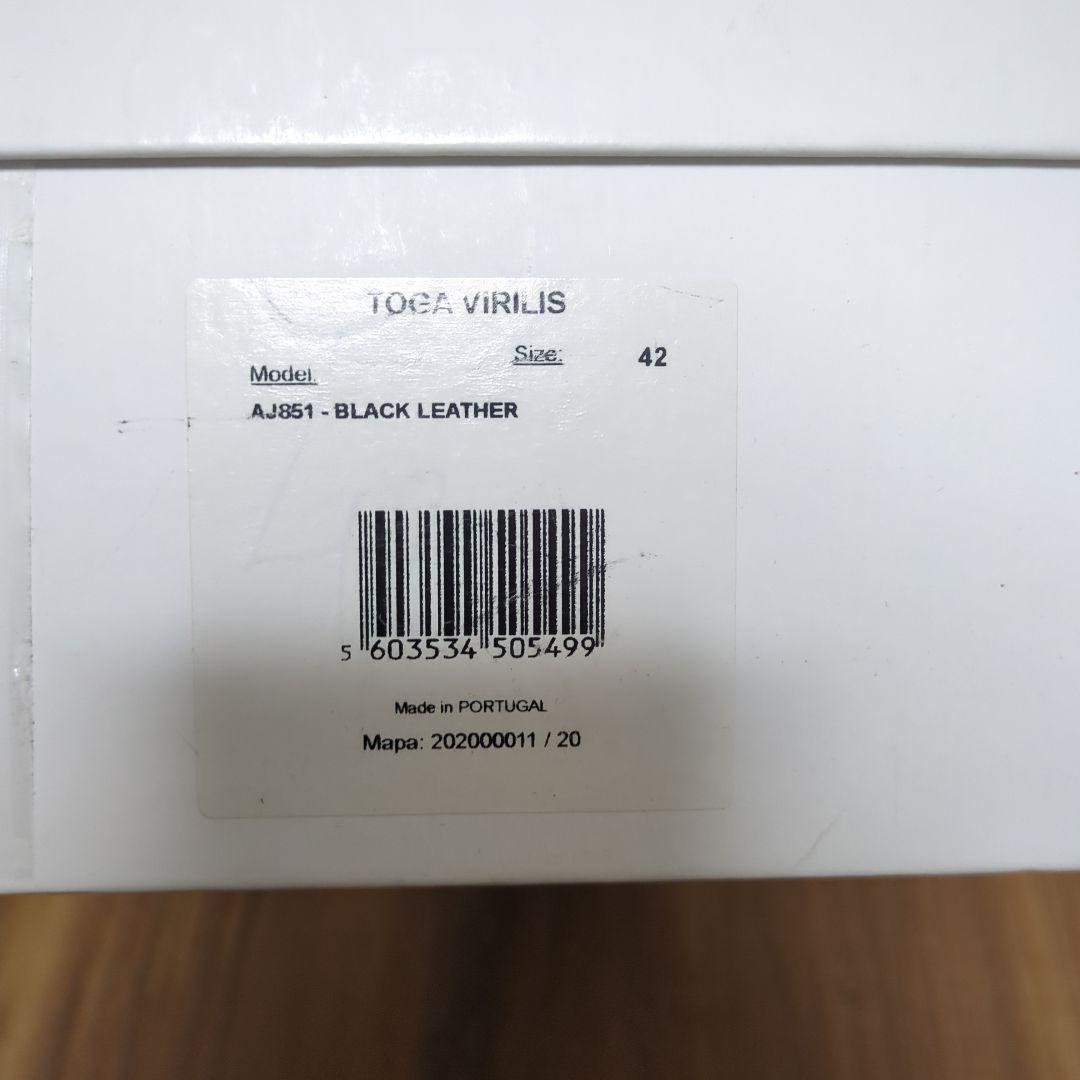 TOGA VIRILIS
Size: 42
Model:
AJ851 - BLACK LEATHER
5 603534 505499
Made in PORTUGAL
Mapa: 202000011 / 20